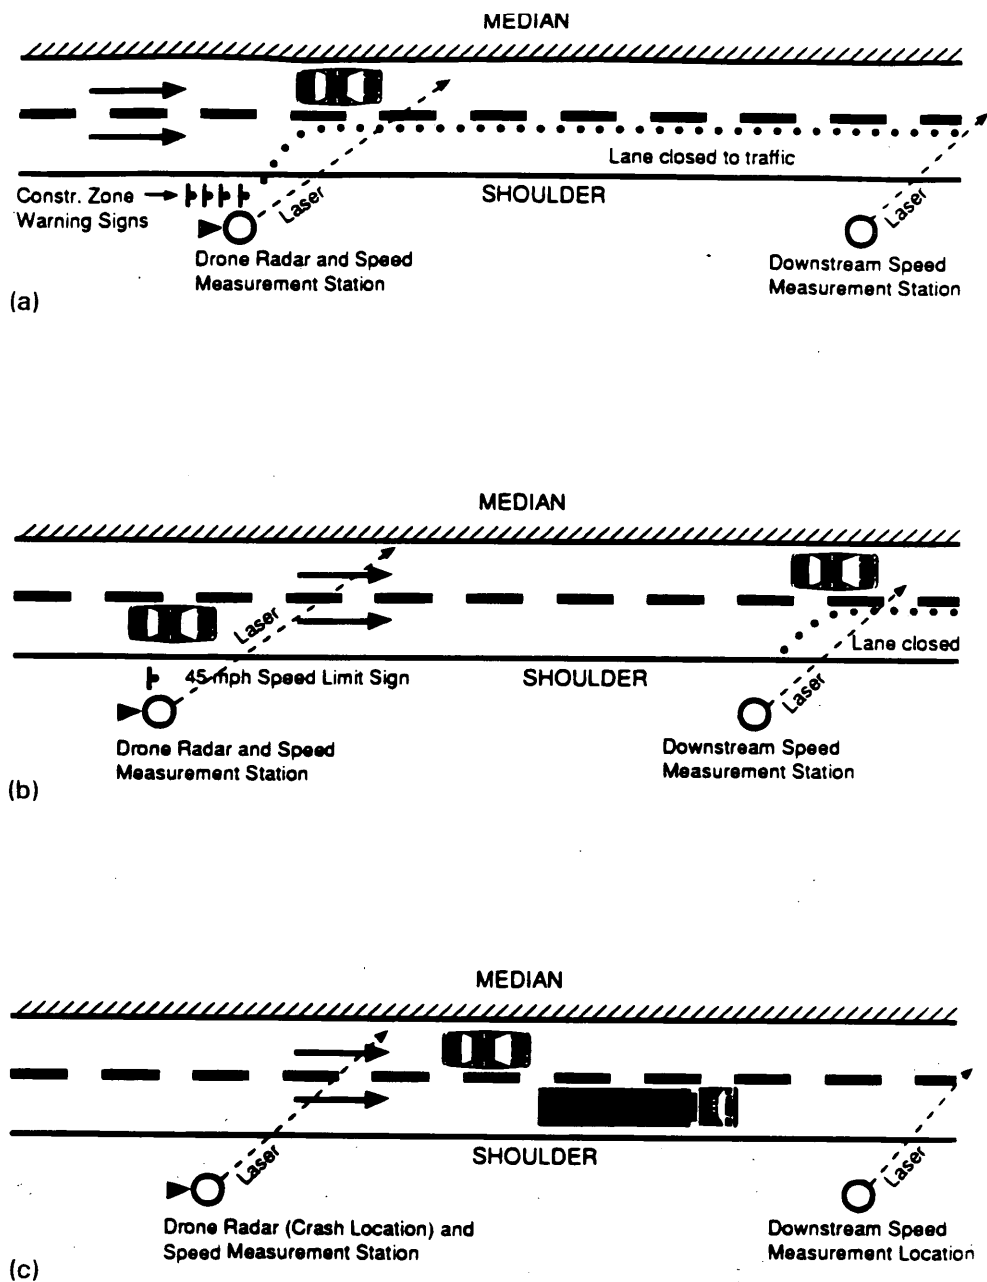 MEDIAN
Lane closed to traffic
Constr. Zone
Warning Signs
SHOULDER
Laser
Laser
Drone Radar and Speed
Measurement Station
Downstream Speed
Measurement Station
(a)
MEDIAN
Laser
Lane closed
45 mph Speed Limit Sign
SHOULDER
Laser
Drone Radar and Speed
Measurement Station
Downstream Speed
Measurement Station
(b)
MEDIAN
SHOULDER
Laser
Laser
Drone Radar (Crash Location) and
Speed Measurement Station
Downstream Speed
Measurement Location
(c)